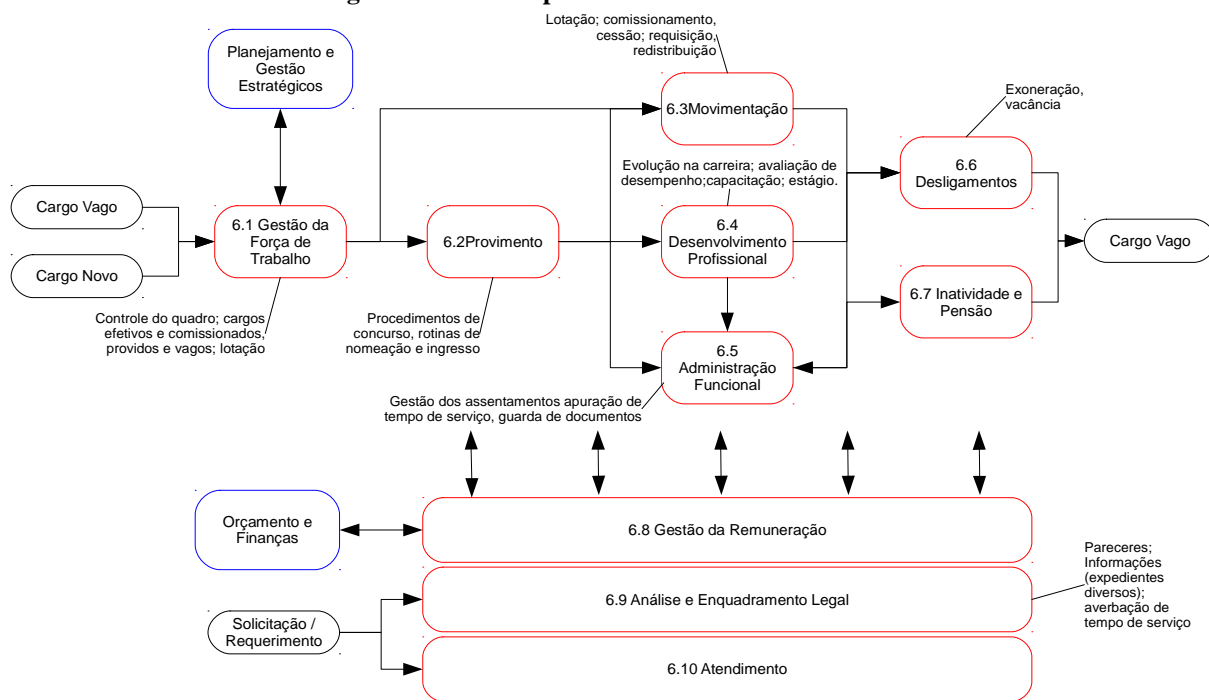 Lotação; comissionamento,
cessão; requisição,
redistribuição
Planejamento e
Gestão
Estratégicos
6.3Movimentação
Exoneração,
vacância
Evolução na carreira; avaliação de
desempenho;capacitação; estágio.
6.6
Desligamentos
Cargo Vago
Cargo Novo
6.1 Gestão da
Força de
Trabalho
6.2Provimento
6.4
Desenvolvimento
Profissional
Cargo Vago
6.7 Inatividade e
Pensão
Controle do quadro; cargos
efetivos e comissionados,
providos e vagos; lotação
Procedimentos de
concurso, rotinas de
nomeação e ingresso
6.5
Administração
Funcional
Gestão dos assentamentos apuração de
tempo de serviço, guarda de documentos
Orçamento e
Finanças
6.8 Gestão da Remuneração
Solicitação /
Requerimento
6.9 Análise e Enquadramento Legal
Pareceres;
Informações
(expedientes
diversos);
averbação de
tempo de serviço
6.10 Atendimento